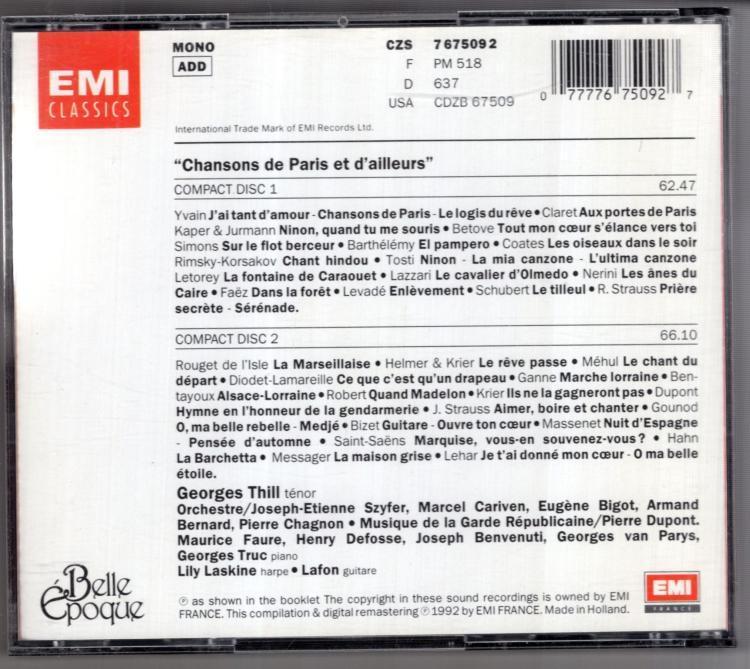 EMI
CLASSICS
MONO
ADD
CZS 7 67509 2
F PM 518
D 637
USA CDZB 67509
0 77776 75092 7
International Trade Mark of EMI Records Ltd.
"Chansons de Paris et d'ailleurs"
COMPACT DISC 1 62.47
Yvain J'ai tant d'amour - Chansons de Paris - Le logis du rêve • Claret Aux portes de Paris
Kaper & Jurmann Ninon, quand tu me souris • Betove Tout mon cœur s'élance vers toi
Simons Sur le flot berceur • Barthélémy El pampero • Coates Les oiseaux dans le soir
Rimsky-Korsakov Chant hindou • Tosti Ninon - La mia canzone - L'ultima canzone
Letorey La fontaine de Caraouet • Lazzari Le cavalier d'Olmedo • Nerini Les ânes du
Caire • Faëz Dans la forêt • Levadé Enlèvement • Schubert Le tilleul • R. Strauss Prière
secrète - Sérénade.
COMPACT DISC 2 66.10
Rouget de l'Isle La Marseillaise • Helmer & Krier Le rêve passe • Méhul Le chant du
départ • Diodet-Lamareille Ce que c'est qu'un drapeau • Ganne Marche lorraine • Ben-
tayoux Alsace-Lorraine • Robert Quand Madelon • Krier Ils ne la gagneront pas • Dupont
Hymne en l'honneur de la gendarmerie • J. Strauss Aimer, boire et chanter • Gounod
O, ma belle rebelle - Medjé • Bizet Guitare - Ouvre ton cœur • Massenet Nuit d'Espagne
- Pensée d'automne • Saint-Saëns Marquise, vous-en souvenez-vous ? • Hahn
La Barchetta • Messager La maison grise • Lehar Je t'ai donné mon cœur - O ma belle
étoile.
Georges Thill ténor
Orchestre/Joseph-Etienne Szyfer, Marcel Cariven, Eugène Bigot, Armand
Bernard, Pierre Chagnon • Musique de la Garde Républicaine/Pierre Dupont.
Maurice Faure, Henry Defosse, Joseph Benvenuti, Georges van Parys,
Georges Truc piano
Lily Laskine harpe • Lafon guitare
Belle
Époque
℗ as shown in the booklet The copyright in these sound recordings is owned by EMI
FRANCE. This compilation & digital remastering ℗ 1992 by EMI FRANCE. Made in Holland.
EMI
FRANCE